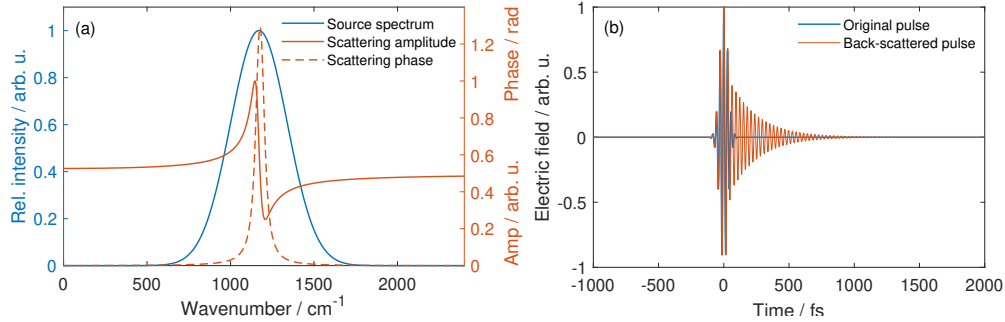 (a)
Source spectrum
Scattering amplitude
Scattering phase
Rel. intensity / arb. u.
1
0.8
0.6
0.4
0.2
0
0
500
1000
1500
2000
Wavenumber / cm⁻¹
1.2
1
0.8
0.6
0.4
0.2
0
Amp / arb. u.
Phase / rad
(b)
Original pulse
Back-scattered pulse
Electric field / arb. u.
1
0.5
0
-0.5
-1
-1000
-500
0
500
1000
1500
2000
Time / fs